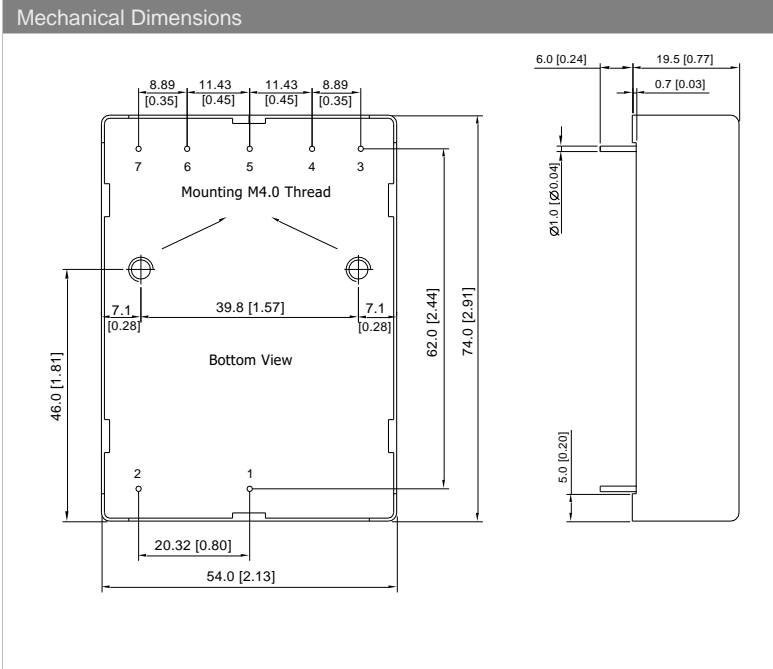 Mechanical Dimensions
8.89 11.43 11.43 8.89
[0.35] [0.45] [0.45] [0.35]
7 6 5 4 3
Mounting M4.0 Thread
7.1 39.8 [1.57] 7.1
[0.28] [0.28]
Bottom View
46.0 [1.81]
62.0 [2.44]
74.0 [2.91]
2 1
20.32 [0.80]
54.0 [2.13]
6.0 [0.24] 19.5 [0.77]
0.7 [0.03]
Ø1.0 [Ø0.04]
5.0 [0.20]